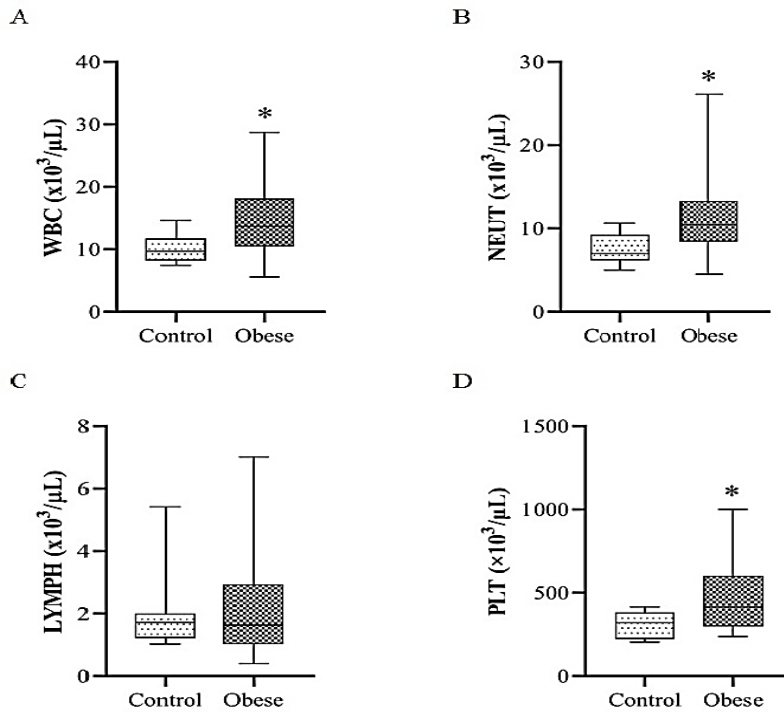 A
WBC (x10³/µL)
40
30
20
10
0
*
Control Obese
B
NEUT (x10³/µL)
30
20
10
0
*
Control Obese
C
LYMPH (x10³/µL)
8
6
4
2
0
Control Obese
D
PLT (×10³/µL)
1500
1000
500
0
*
Control Obese